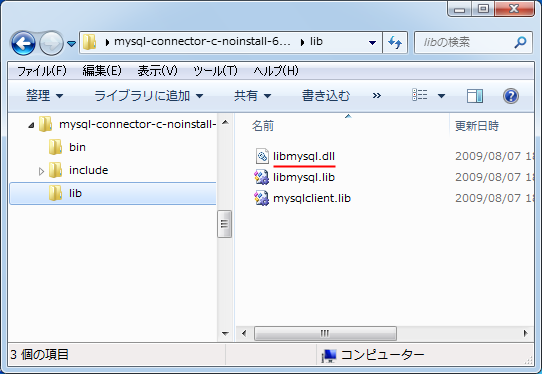 mysql-connector-c-noinstall-6... lib
libの検索
ファイル(F) 編集(E) 表示(V) ツール(T) ヘルプ(H)
整理 ライブラリに追加 共有 書き込む »
mysql-connector-c-noinstall-
bin
include
lib
名前 更新日時
libmysql.dll 2009/08/07 18
libmysql.lib 2009/08/07 18
mysqlclient.lib 2009/08/07 18
3 個の項目 コンピューター